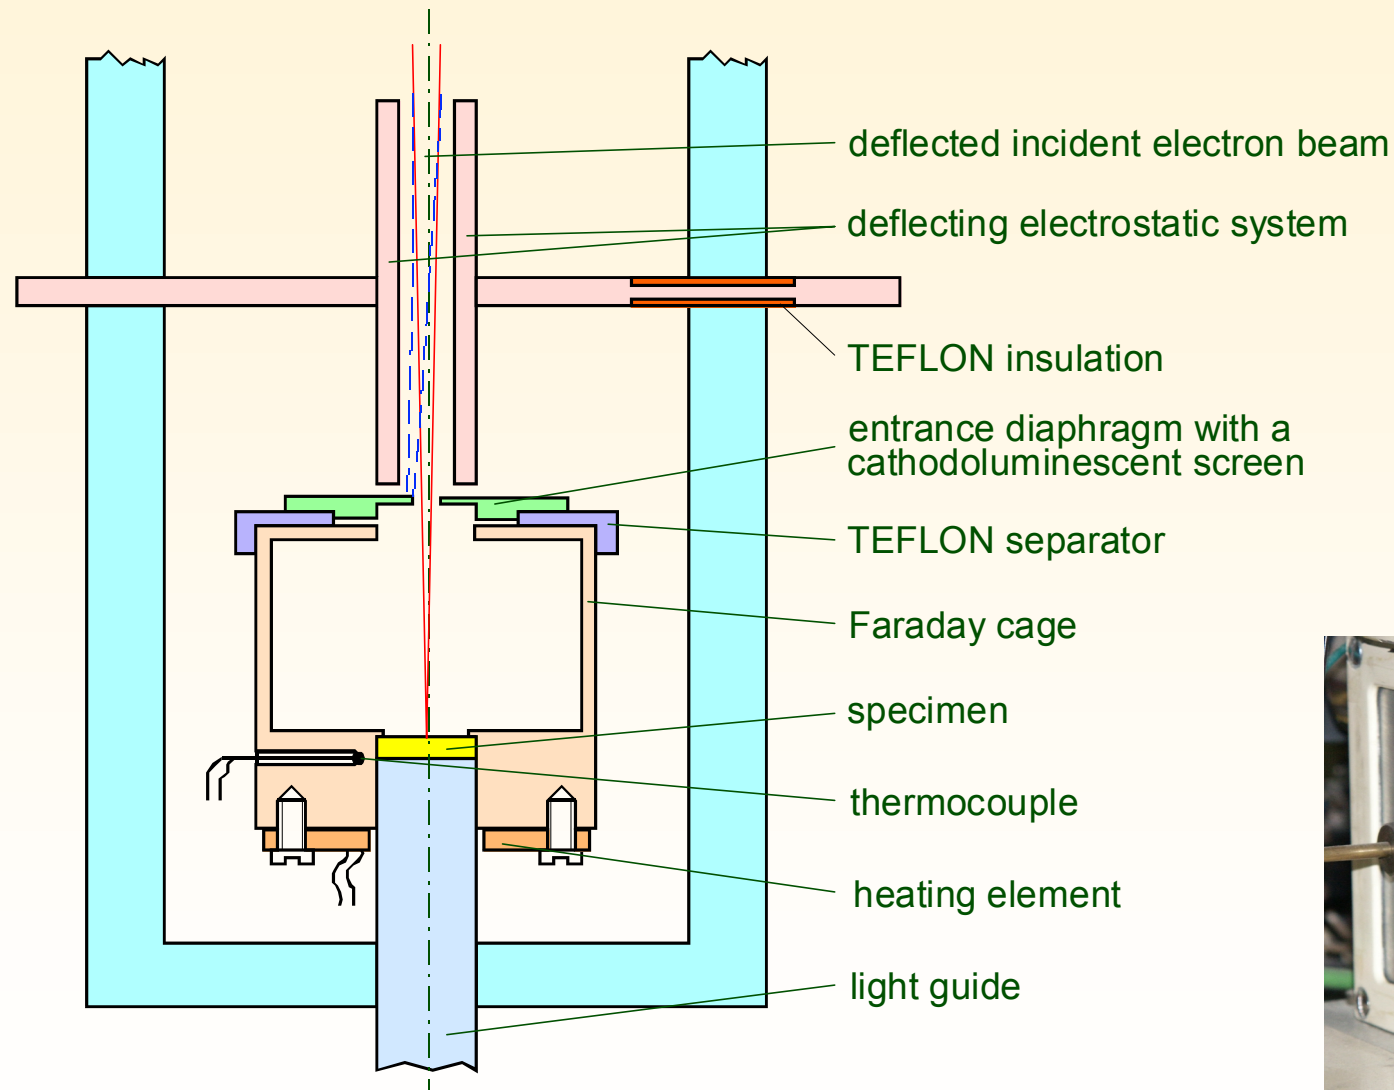 deflected incident electron beam
deflecting electrostatic system
TEFLON insulation
entrance diaphragm with a
cathodoluminescent screen
TEFLON separator
Faraday cage
specimen
thermocouple
heating element
light guide